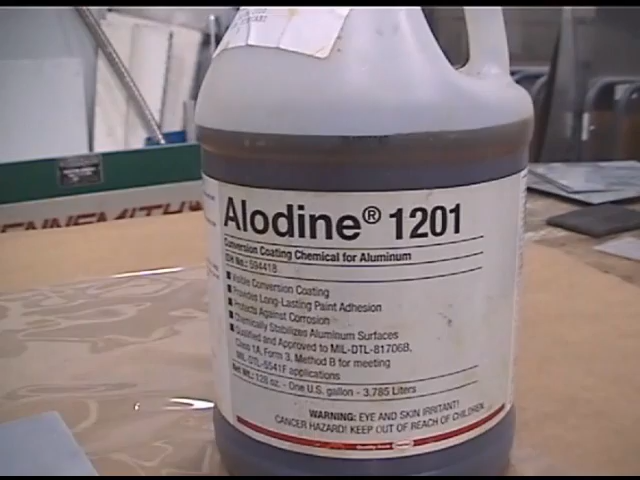 Alodine® 1201
Conversion Coating Chemical for Aluminum
IDH No.: 594418
■ Visible Conversion Coating
■ Provides Long-Lasting Paint Adhesion
■ Protects Against Corrosion
■ Chemically Stabilizes Aluminum Surfaces
■ Qualified and Approved to MIL-DTL-81706B,
Class 1A, Form 3, Method B for meeting
MIL-DTL-5541F applications
Net Wt.: 128 oz. - One U.S. gallon - 3.785 Liters
WARNING: EYE AND SKIN IRRITANT!
CANCER HAZARD! KEEP OUT OF REACH OF CHILDREN.
ENNESMITH